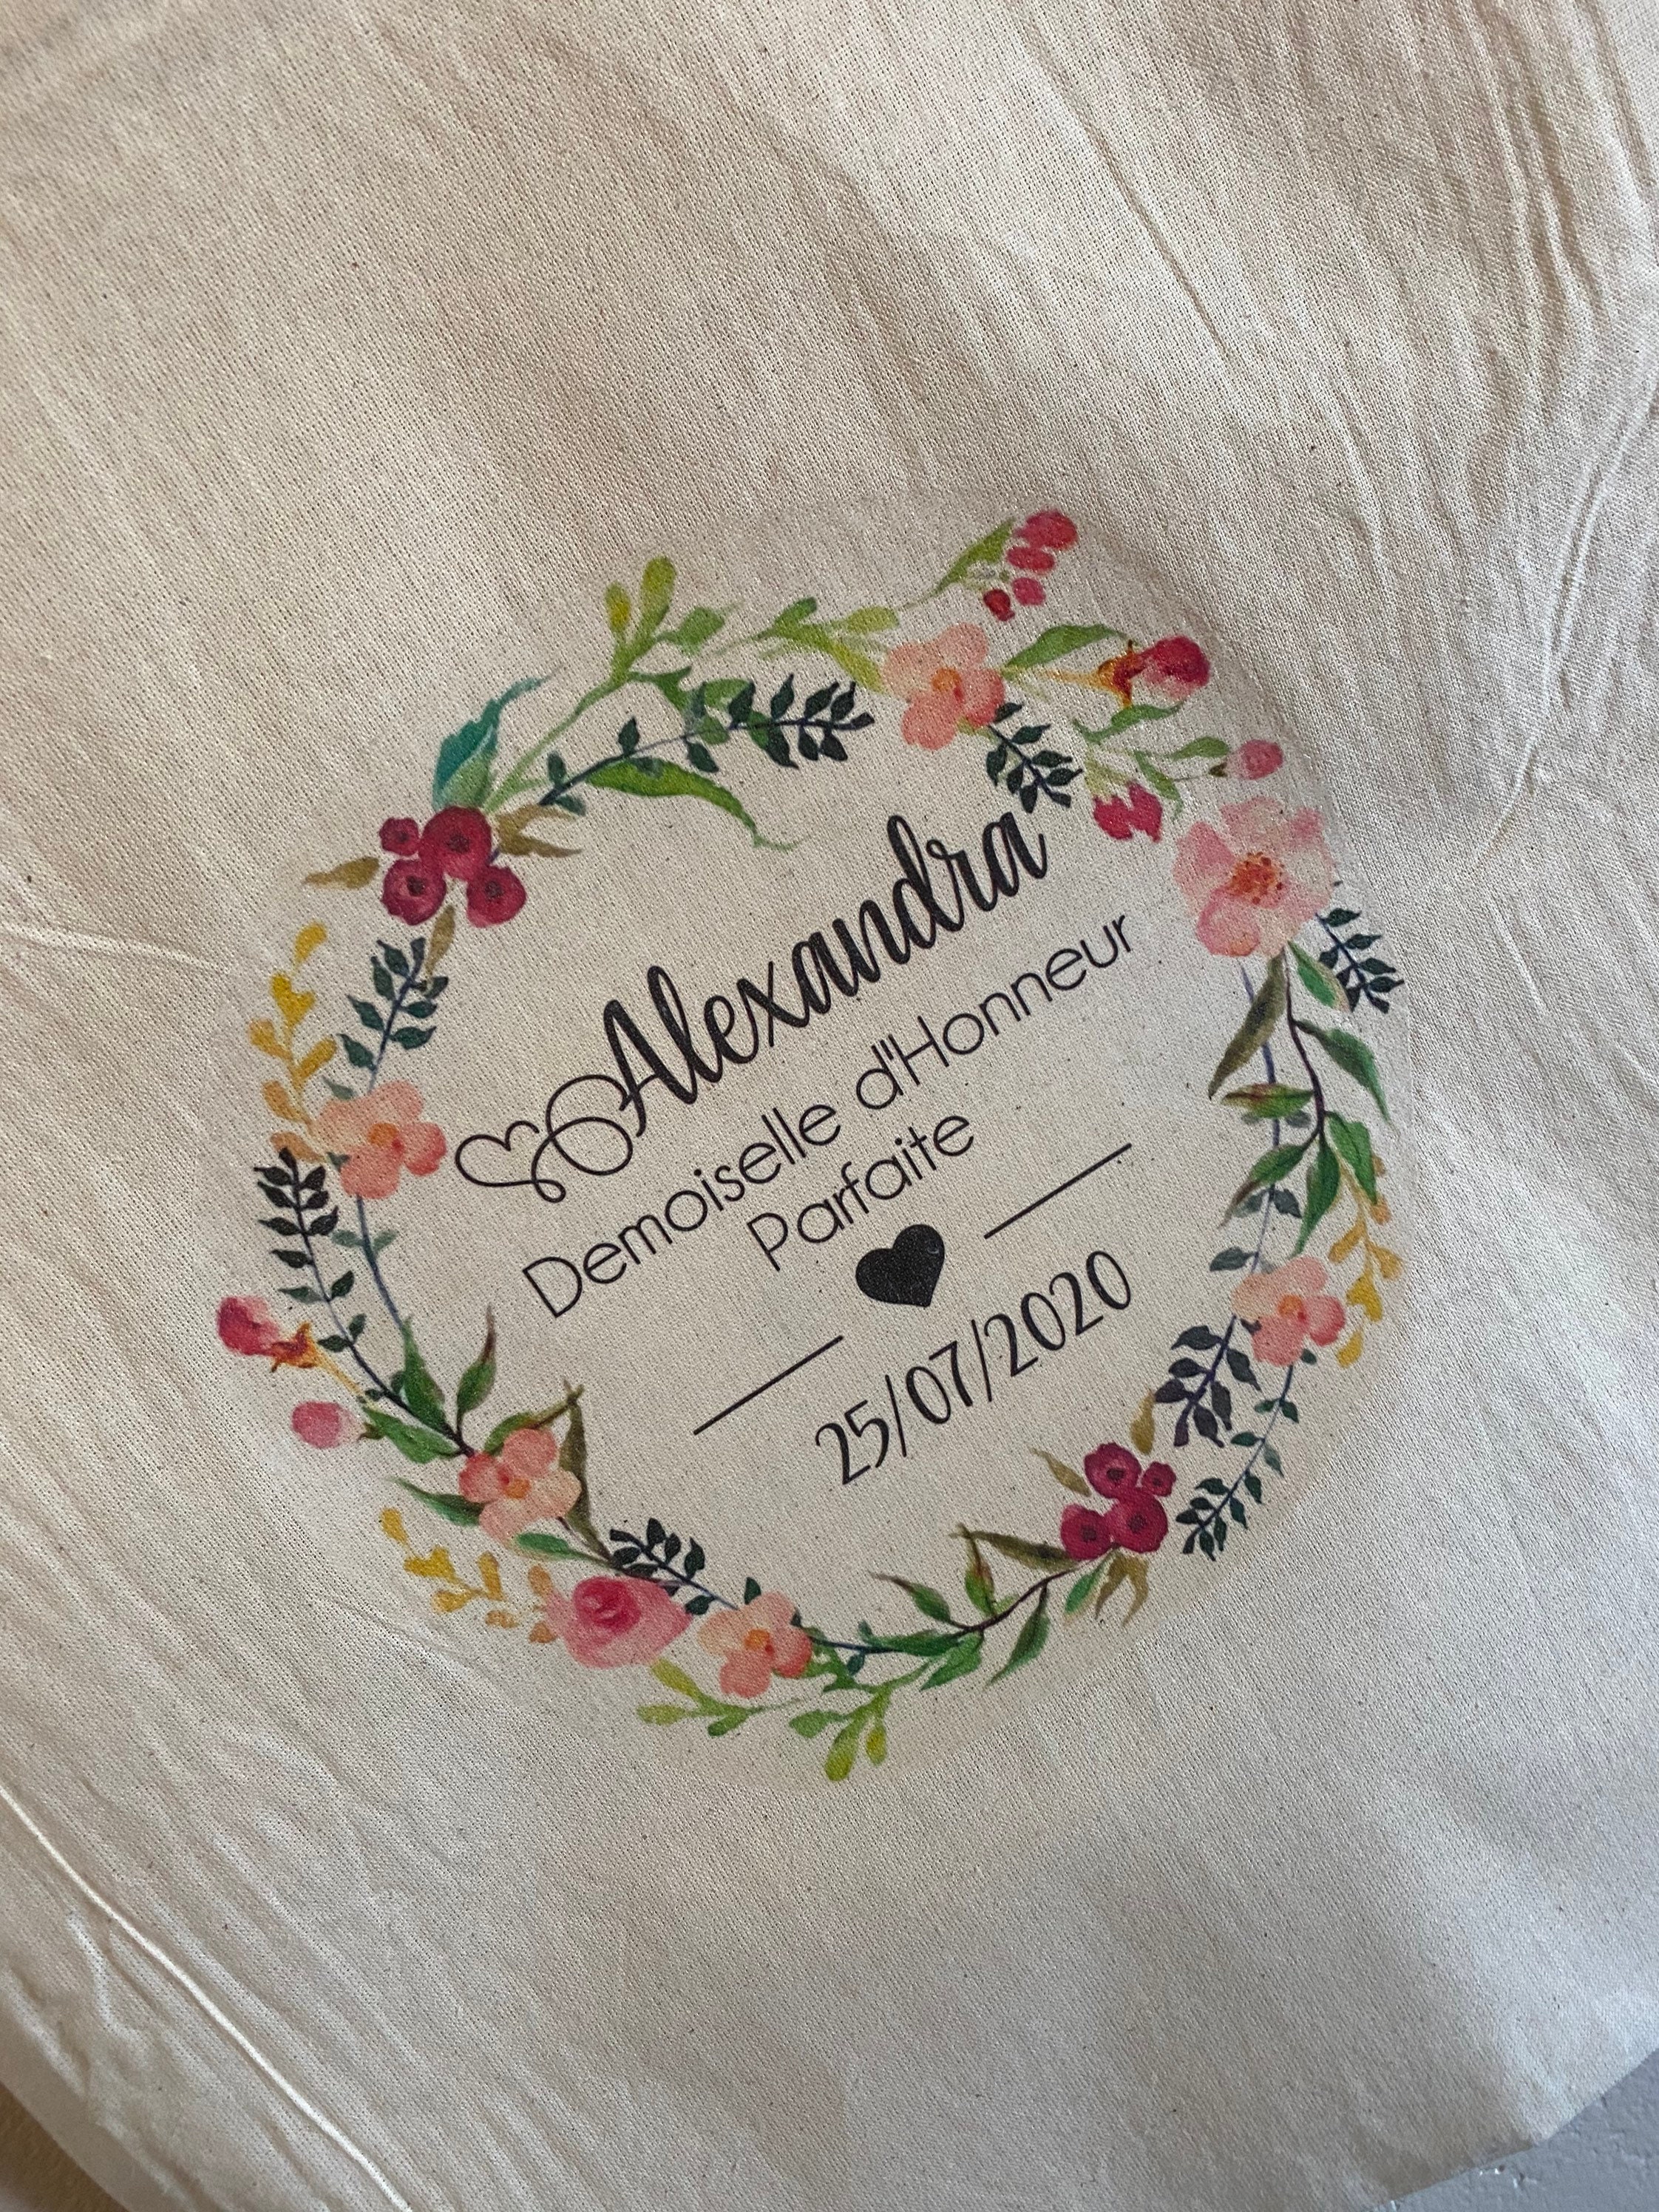 Alexandra
Demoiselle d'Honneur
Parfaite
25/07/2020